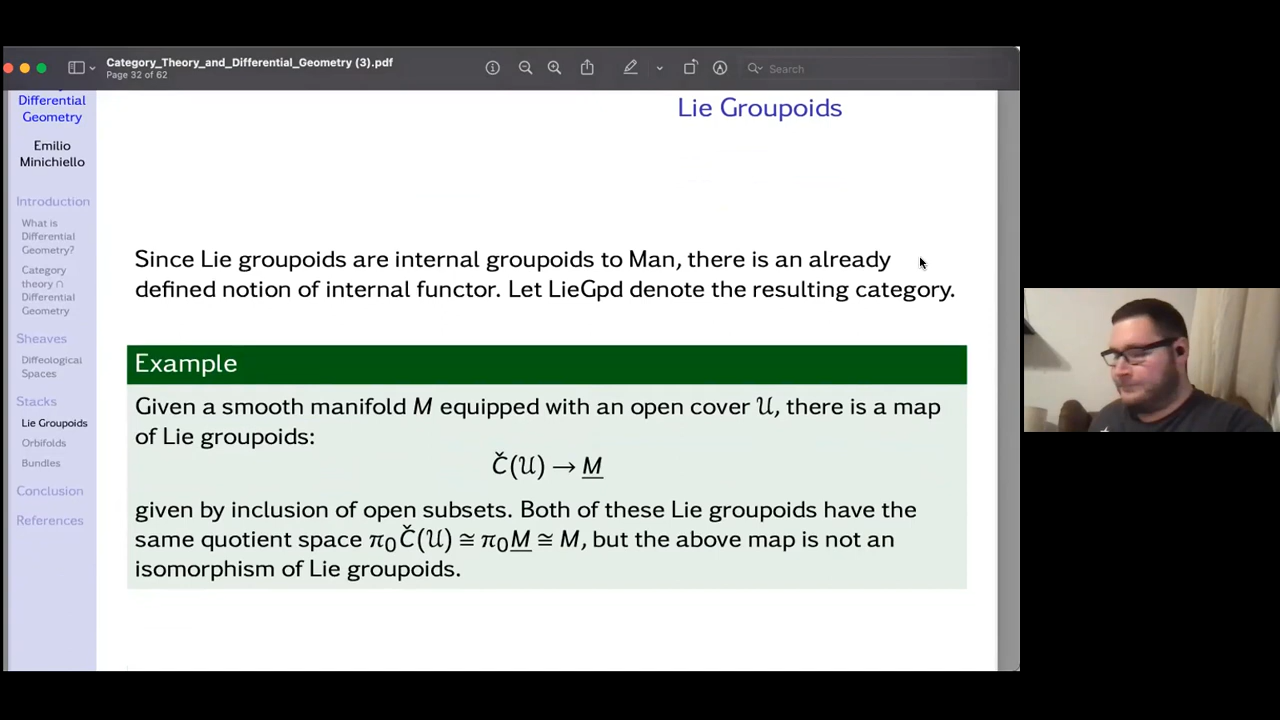 Category_Theory_and_Differential_Geometry (3).pdf
Page 32 of 62
Search
Differential
Geometry
Emilio
Minichiello
Introduction
What is
Differential
Geometry?
Category
theory ∩
Differential
Geometry
Sheaves
Diffeological
Spaces
Stacks
Lie Groupoids
Orbifolds
Bundles
Conclusion
References
Lie Groupoids
Since Lie groupoids are internal groupoids to Man, there is an already
defined notion of internal functor. Let LieGpd denote the resulting category.
Example
Given a smooth manifold M equipped with an open cover 𝒰, there is a map
of Lie groupoids:
Č(𝒰) → M
given by inclusion of open subsets. Both of these Lie groupoids have the
same quotient space π₀Č(𝒰) ≅ π₀M ≅ M, but the above map is not an
isomorphism of Lie groupoids.